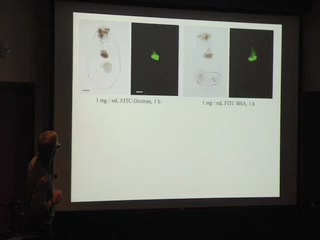 1 mg / mL FITC-Dextran, 1 h
1 mg / mL FITC-BSA, 1 h